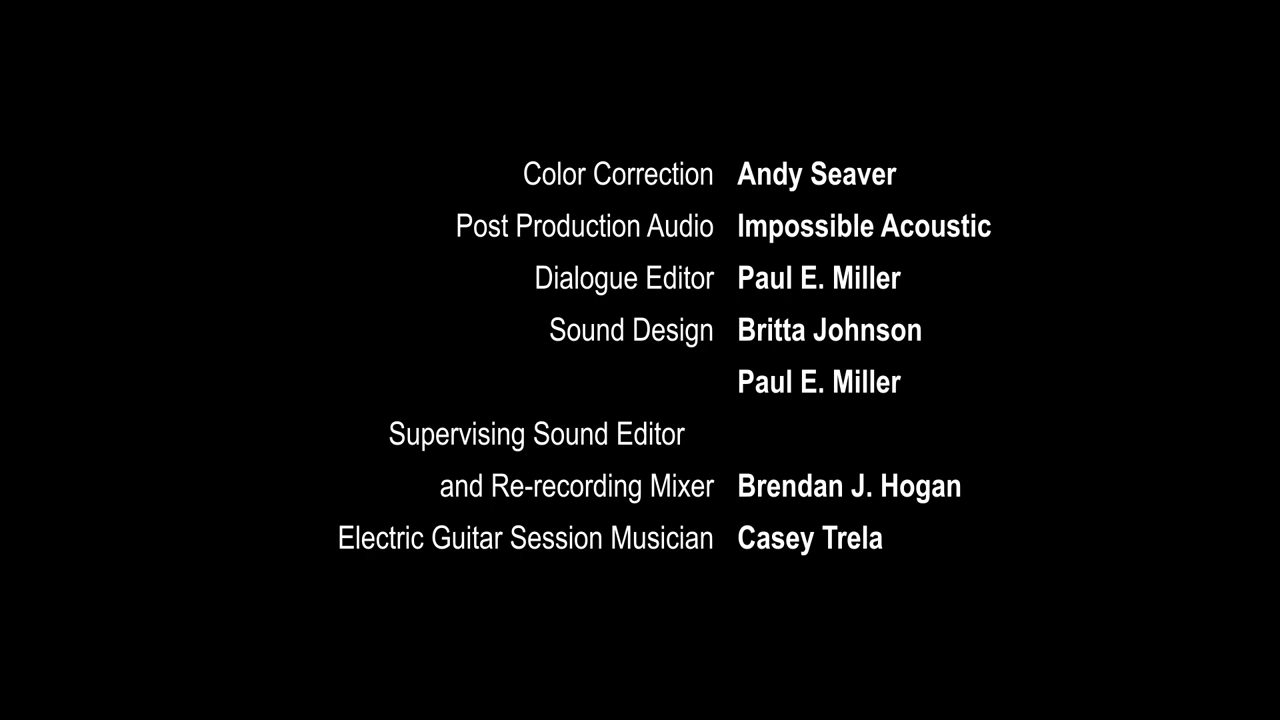 Color Correction Andy Seaver
Post Production Audio Impossible Acoustic
Dialogue Editor Paul E. Miller
Sound Design Britta Johnson
Paul E. Miller
Supervising Sound Editor
and Re-recording Mixer Brendan J. Hogan
Electric Guitar Session Musician Casey Trela